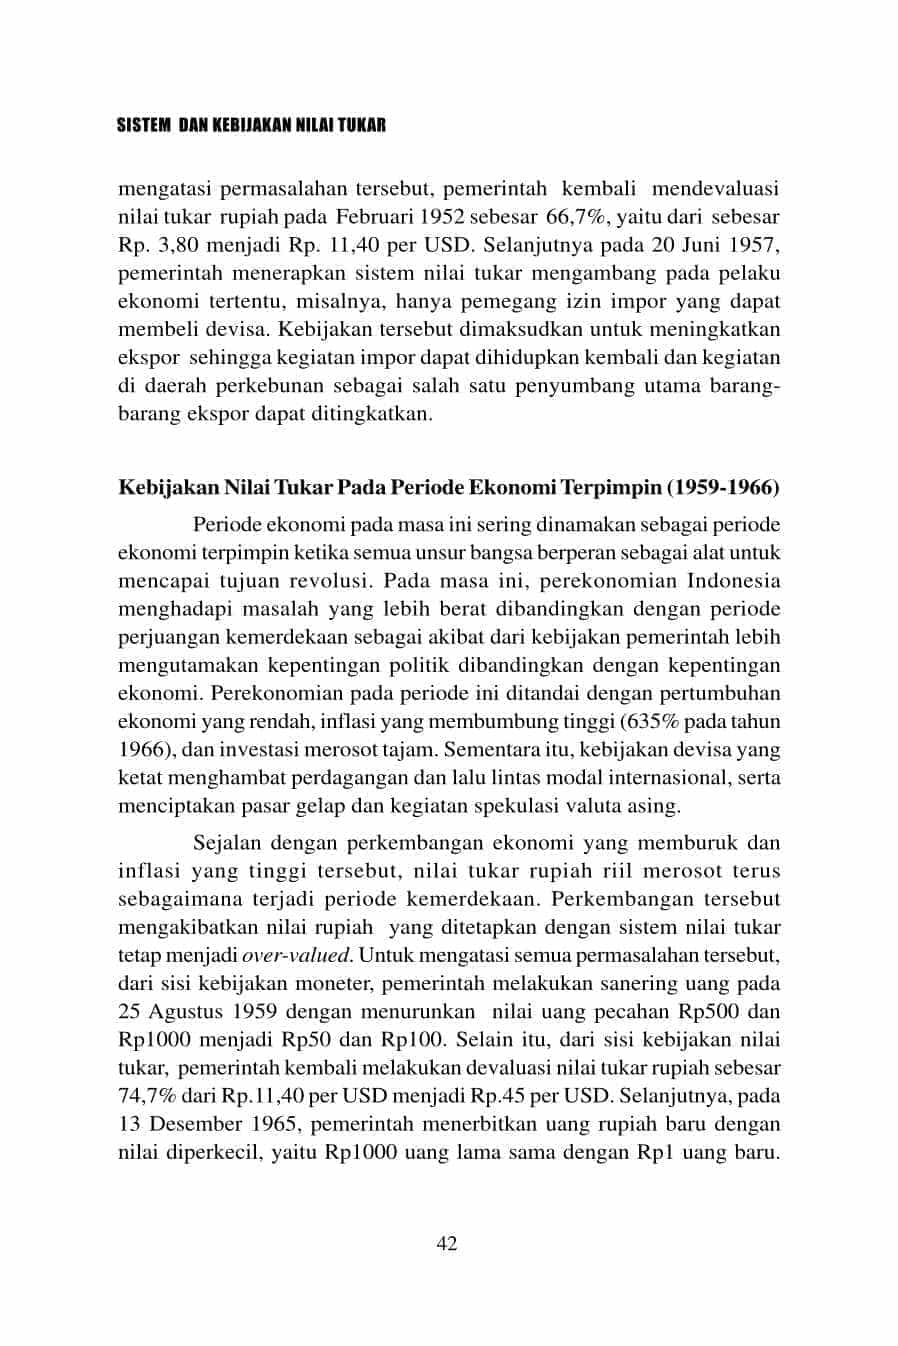 SISTEM DAN KEBIJAKAN NILAI TUKAR
mengatasi permasalahan tersebut, pemerintah kembali mendevaluasi
nilai tukar rupiah pada Februari 1952 sebesar 66,7%, yaitu dari sebesar
Rp. 3,80 menjadi Rp. 11,40 per USD. Selanjutnya pada 20 Juni 1957,
pemerintah menerapkan sistem nilai tukar mengambang pada pelaku
ekonomi tertentu, misalnya, hanya pemegang izin impor yang dapat
membeli devisa. Kebijakan tersebut dimaksudkan untuk meningkatkan
ekspor sehingga kegiatan impor dapat dihidupkan kembali dan kegiatan
di daerah perkebunan sebagai salah satu penyumbang utama barang-
barang ekspor dapat ditingkatkan.
Kebijakan Nilai Tukar Pada Periode Ekonomi Terpimpin (1959-1966)
Periode ekonomi pada masa ini sering dinamakan sebagai periode
ekonomi terpimpin ketika semua unsur bangsa berperan sebagai alat untuk
mencapai tujuan revolusi. Pada masa ini, perekonomian Indonesia
menghadapi masalah yang lebih berat dibandingkan dengan periode
perjuangan kemerdekaan sebagai akibat dari kebijakan pemerintah lebih
mengutamakan kepentingan politik dibandingkan dengan kepentingan
ekonomi. Perekonomian pada periode ini ditandai dengan pertumbuhan
ekonomi yang rendah, inflasi yang membumbung tinggi (635% pada tahun
1966), dan investasi merosot tajam. Sementara itu, kebijakan devisa yang
ketat menghambat perdagangan dan lalu lintas modal internasional, serta
menciptakan pasar gelap dan kegiatan spekulasi valuta asing.
Sejalan dengan perkembangan ekonomi yang memburuk dan
inflasi yang tinggi tersebut, nilai tukar rupiah riil merosot terus
sebagaimana terjadi periode kemerdekaan. Perkembangan tersebut
mengakibatkan nilai rupiah yang ditetapkan dengan sistem nilai tukar
tetap menjadi over-valued. Untuk mengatasi semua permasalahan tersebut,
dari sisi kebijakan moneter, pemerintah melakukan sanering uang pada
25 Agustus 1959 dengan menurunkan nilai uang pecahan Rp500 dan
Rp1000 menjadi Rp50 dan Rp100. Selain itu, dari sisi kebijakan nilai
tukar, pemerintah kembali melakukan devaluasi nilai tukar rupiah sebesar
74,7% dari Rp.11,40 per USD menjadi Rp.45 per USD. Selanjutnya, pada
13 Desember 1965, pemerintah menerbitkan uang rupiah baru dengan
nilai diperkecil, yaitu Rp1000 uang lama sama dengan Rp1 uang baru.
42